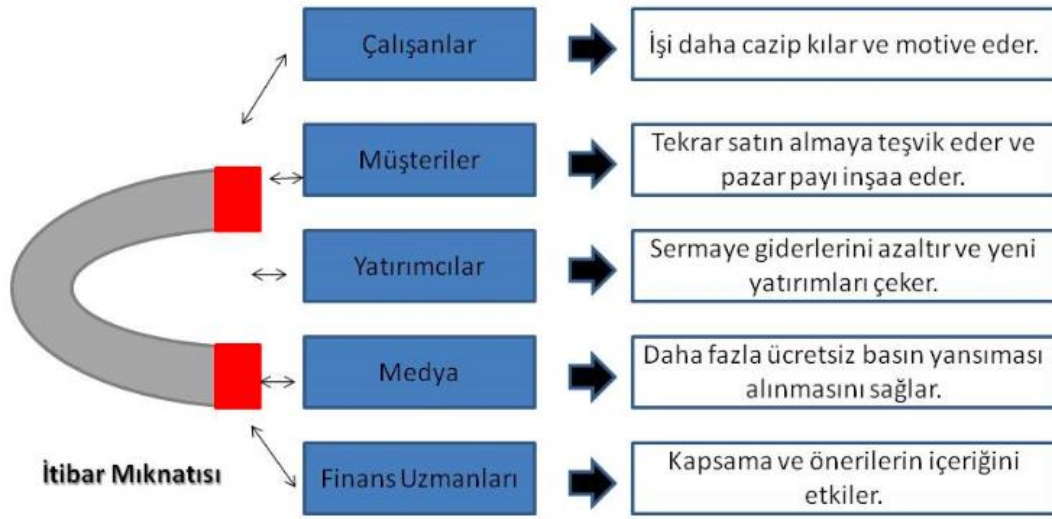 Çalışanlar
İşi daha cazip kılar ve motive eder.
Müşteriler
Tekrar satın almaya teşvik eder ve
pazar payı inşaa eder.
Yatırımcılar
Sermaye giderlerini azaltır ve yeni
yatırımları çeker.
Medya
Daha fazla ücretsiz basın yansıması
alınmasını sağlar.
İtibar Mıknatısı
Finans Uzmanları
Kapsama ve önerilerin içeriğini
etkiler.